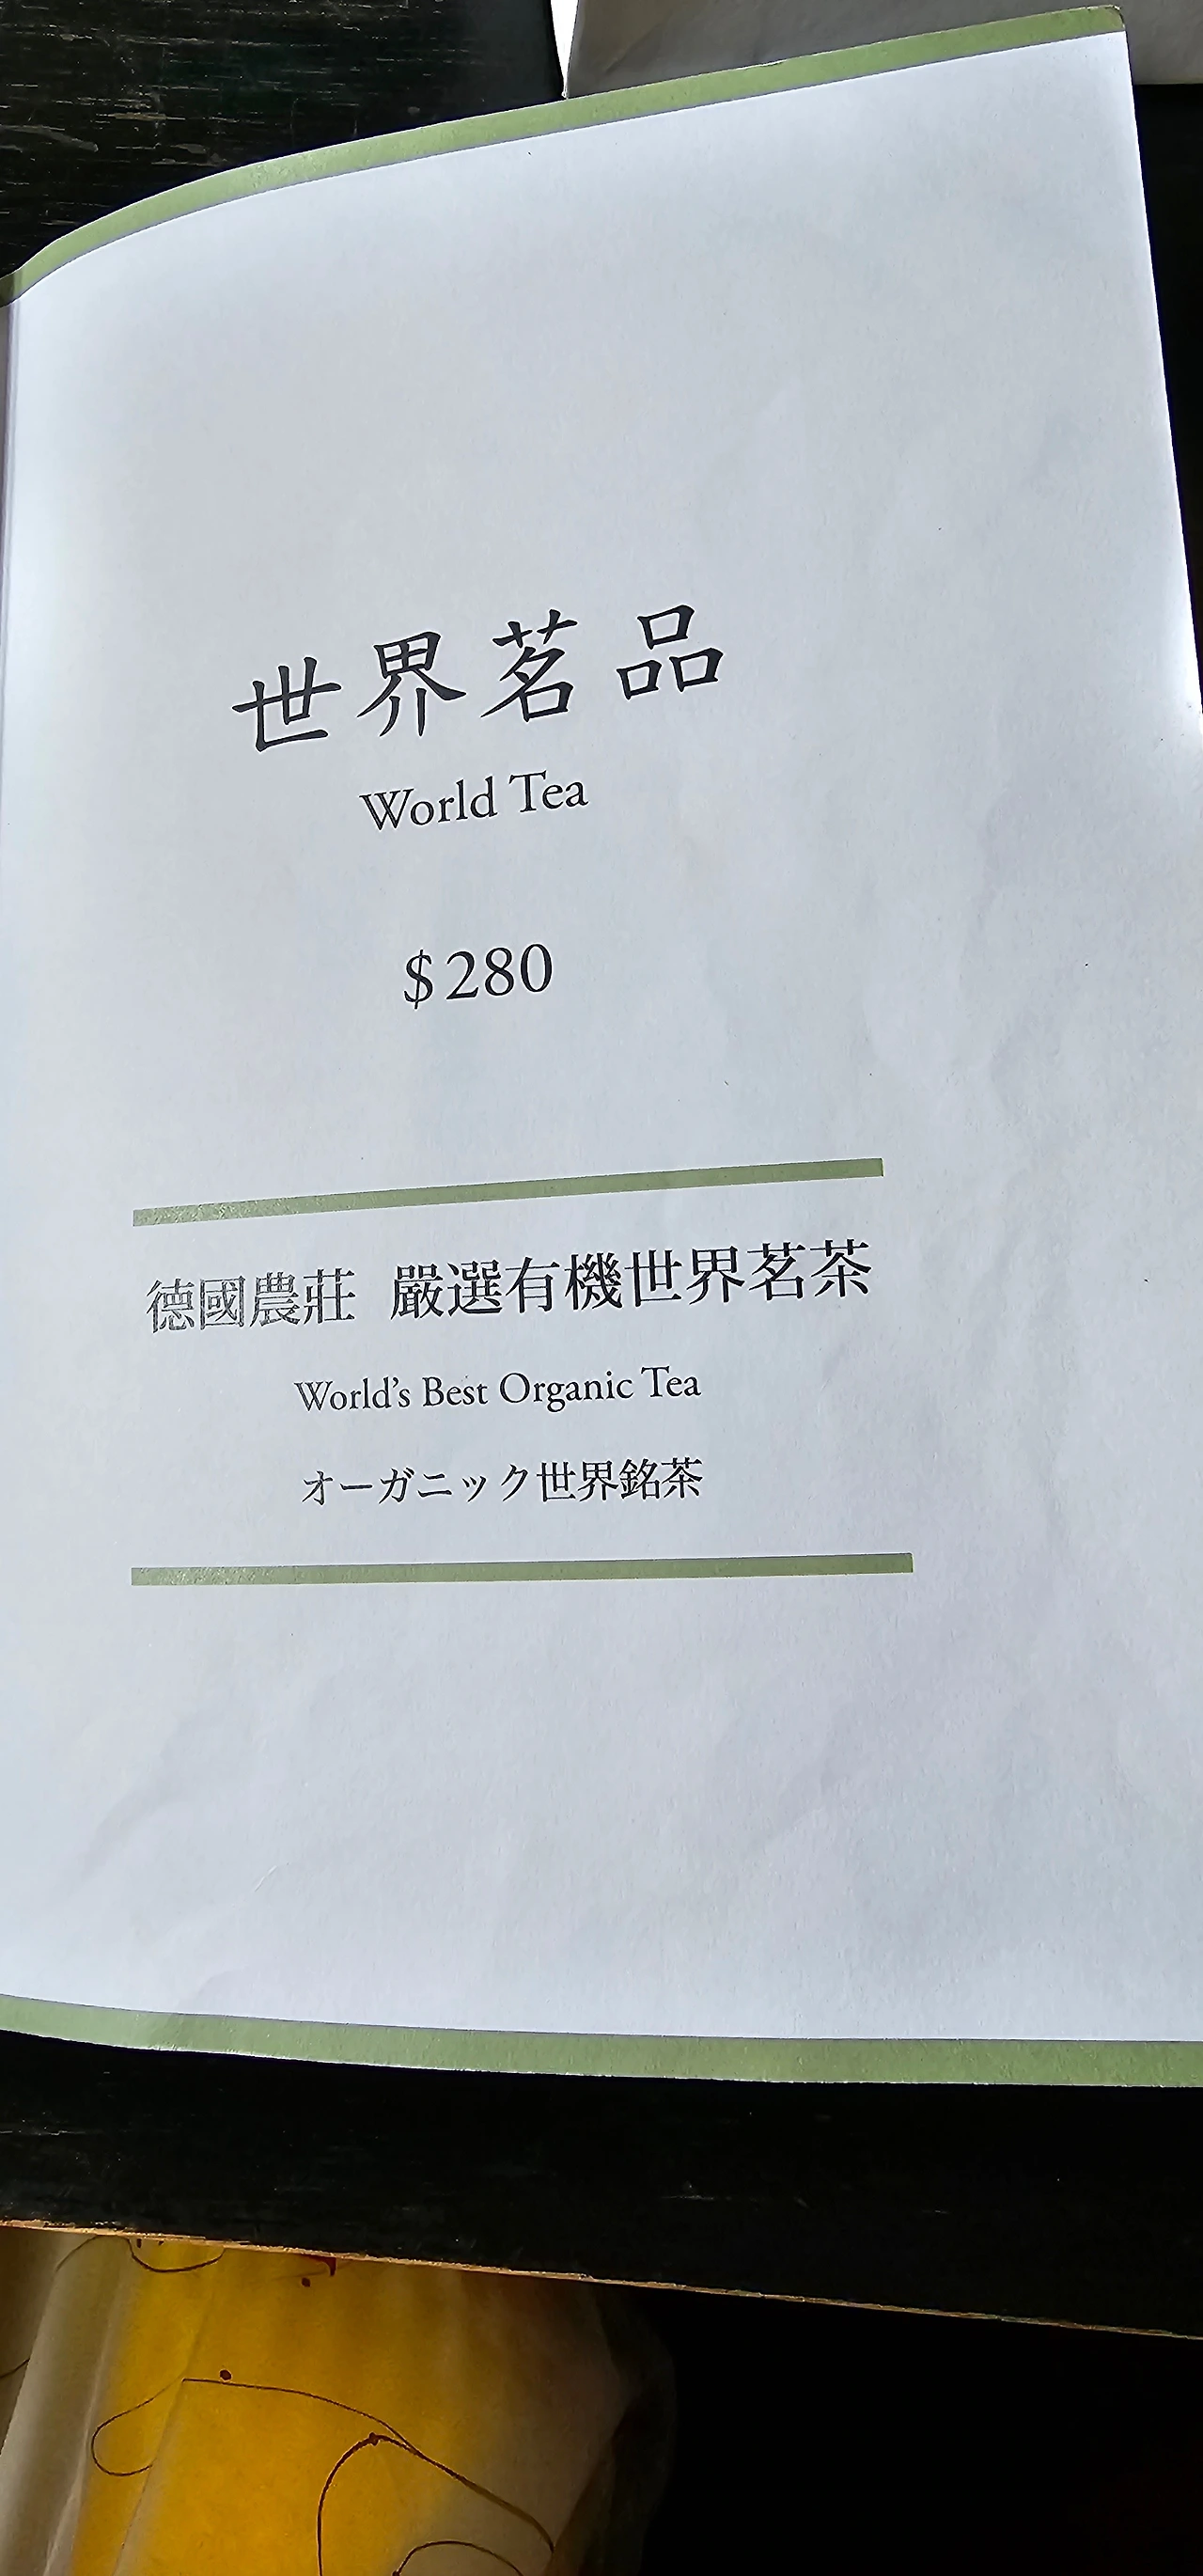 世界茗品
World Tea
$280
德國農莊 嚴選有機世界茗茶
World's Best Organic Tea
オーガニック世界銘茶